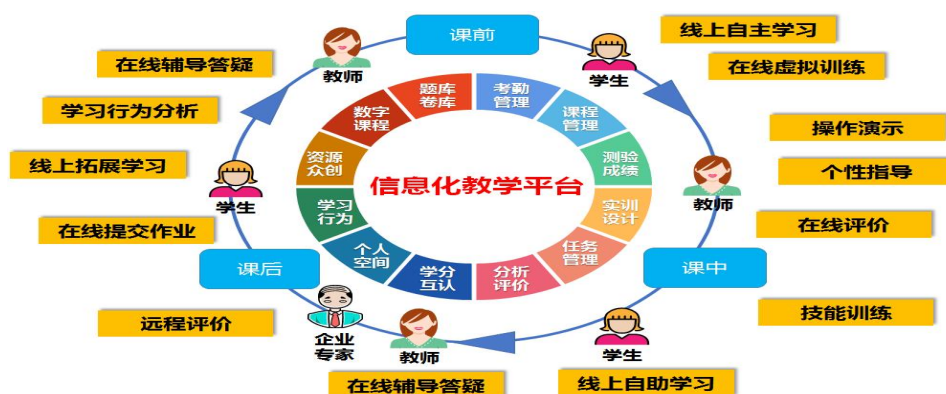 课前
线上自主学习
在线辅导答疑
教师
学生
在线虚拟训练
题库
卷库
考勤
管理
学习行为分析
数字
课程
课程
管理
操作演示
线上拓展学习
资源
众创
测验
成绩
个性指导
信息化教学平台
学生
学习
行为
实训
设计
教师
在线提交作业
在线评价
个人
空间
任务
管理
课后
学分
互认
分析
评价
课中
远程评价
技能训练
企业
专家
教师
学生
在线辅导答疑
线上自助学习